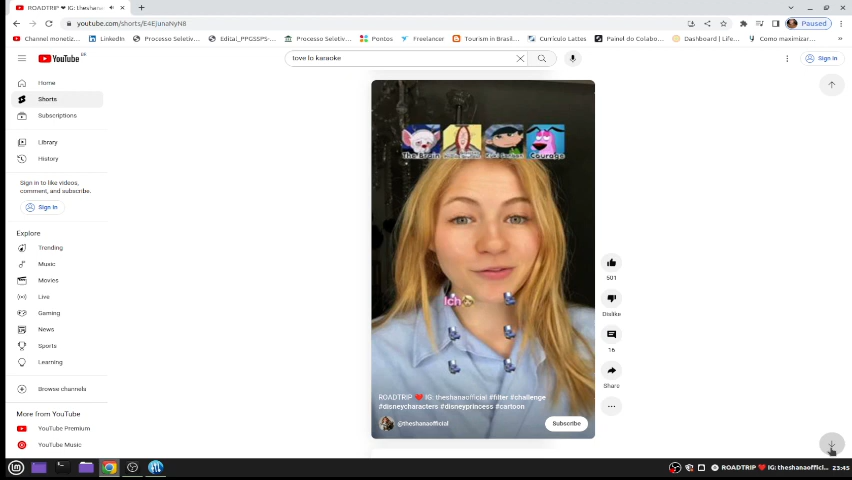 ROADTRIP ❤ IG: theshan
youtube.com/shorts/E4EjunaNyN8
Paused
Channel monetiz...
LinkedIn
Processo Seletiv...
Edital_PPGSPS-...
Processo Seletiv...
Pontos
Freelancer
Tourism in Brasil...
Curriculo Lattes
Painel do Colabo...
Dashboard | Life...
Como maximizar...
YouTube
tove lo karaoke
Sign in
Home
Shorts
Subscriptions
Library
History
Sign in to like videos,
comment, and subscribe.
Sign in
Explore
Trending
Music
Movies
Live
Gaming
News
Sports
Learning
Browse channels
More from YouTube
YouTube Premium
YouTube Music
The Brain
Courage
Ich
501
Dislike
16
Share
ROADTRIP ❤ IG: theshanaofficial #filter #challenge
#disneycharacters #disneyprincess #cartoon
@theshanaofficial
Subscribe
ROADTRIP ❤ IG: theshanaoffici...
23:45